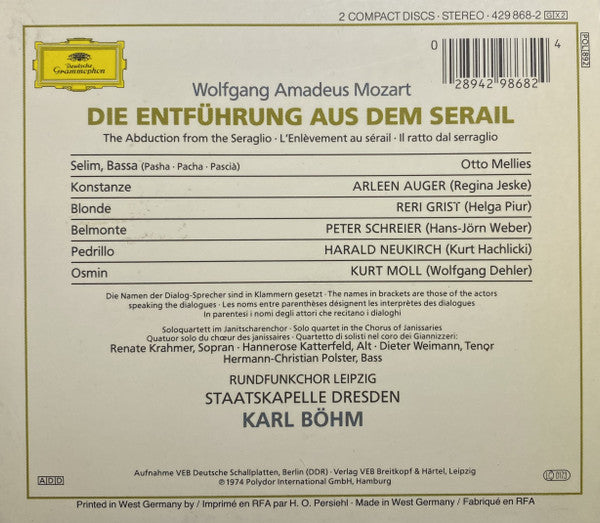 Deutsche
Grammophon
2 COMPACT DISCS · STEREO · 429 868-2 GX2
POL 892
0 28942 98682 4
Wolfgang Amadeus Mozart
DIE ENTFÜHRUNG AUS DEM SERAIL
The Abduction from the Seraglio · L'Enlèvement au sérail · Il ratto dal serraglio
Selim, Bassa (Pasha · Pacha · Pascià) Otto Mellies
Konstanze ARLEEN AUGER (Regina Jeske)
Blonde RERI GRIST (Helga Piur)
Belmonte PETER SCHREIER (Hans-Jörn Weber)
Pedrillo HARALD NEUKIRCH (Kurt Hachlicki)
Osmin KURT MOLL (Wolfgang Dehler)
Die Namen der Dialog-Sprecher sind in Klammern gesetzt · The names in brackets are those of the actors
speaking the dialogues · Les noms entre parenthèses désignent les interprètes des dialogues
In parentesi i nomi degli attori che recitano i dialoghi
Soloquartett im Janitscharenchor · Solo quartet in the Chorus of Janissaries
Quatuor solo du chœur des janissaires · Quartetto di solisti nel coro dei Giannizzeri:
Renate Krahmer, Sopran · Hannerose Katterfeld, Alt · Dieter Weimann, Tenor
Hermann-Christian Polster, Bass
RUNDFUNKCHOR LEIPZIG
STAATSKAPELLE DRESDEN
KARL BÖHM
ADD
Aufnahme VEB Deutsche Schallplatten, Berlin (DDR) · Verlag VEB Breitkopf & Härtel, Leipzig
℗ 1974 Polydor International GmbH, Hamburg
Printed in West Germany by / Imprimé en RFA par H. O. Persiehl · Made in West Germany / Fabriqué en RFA